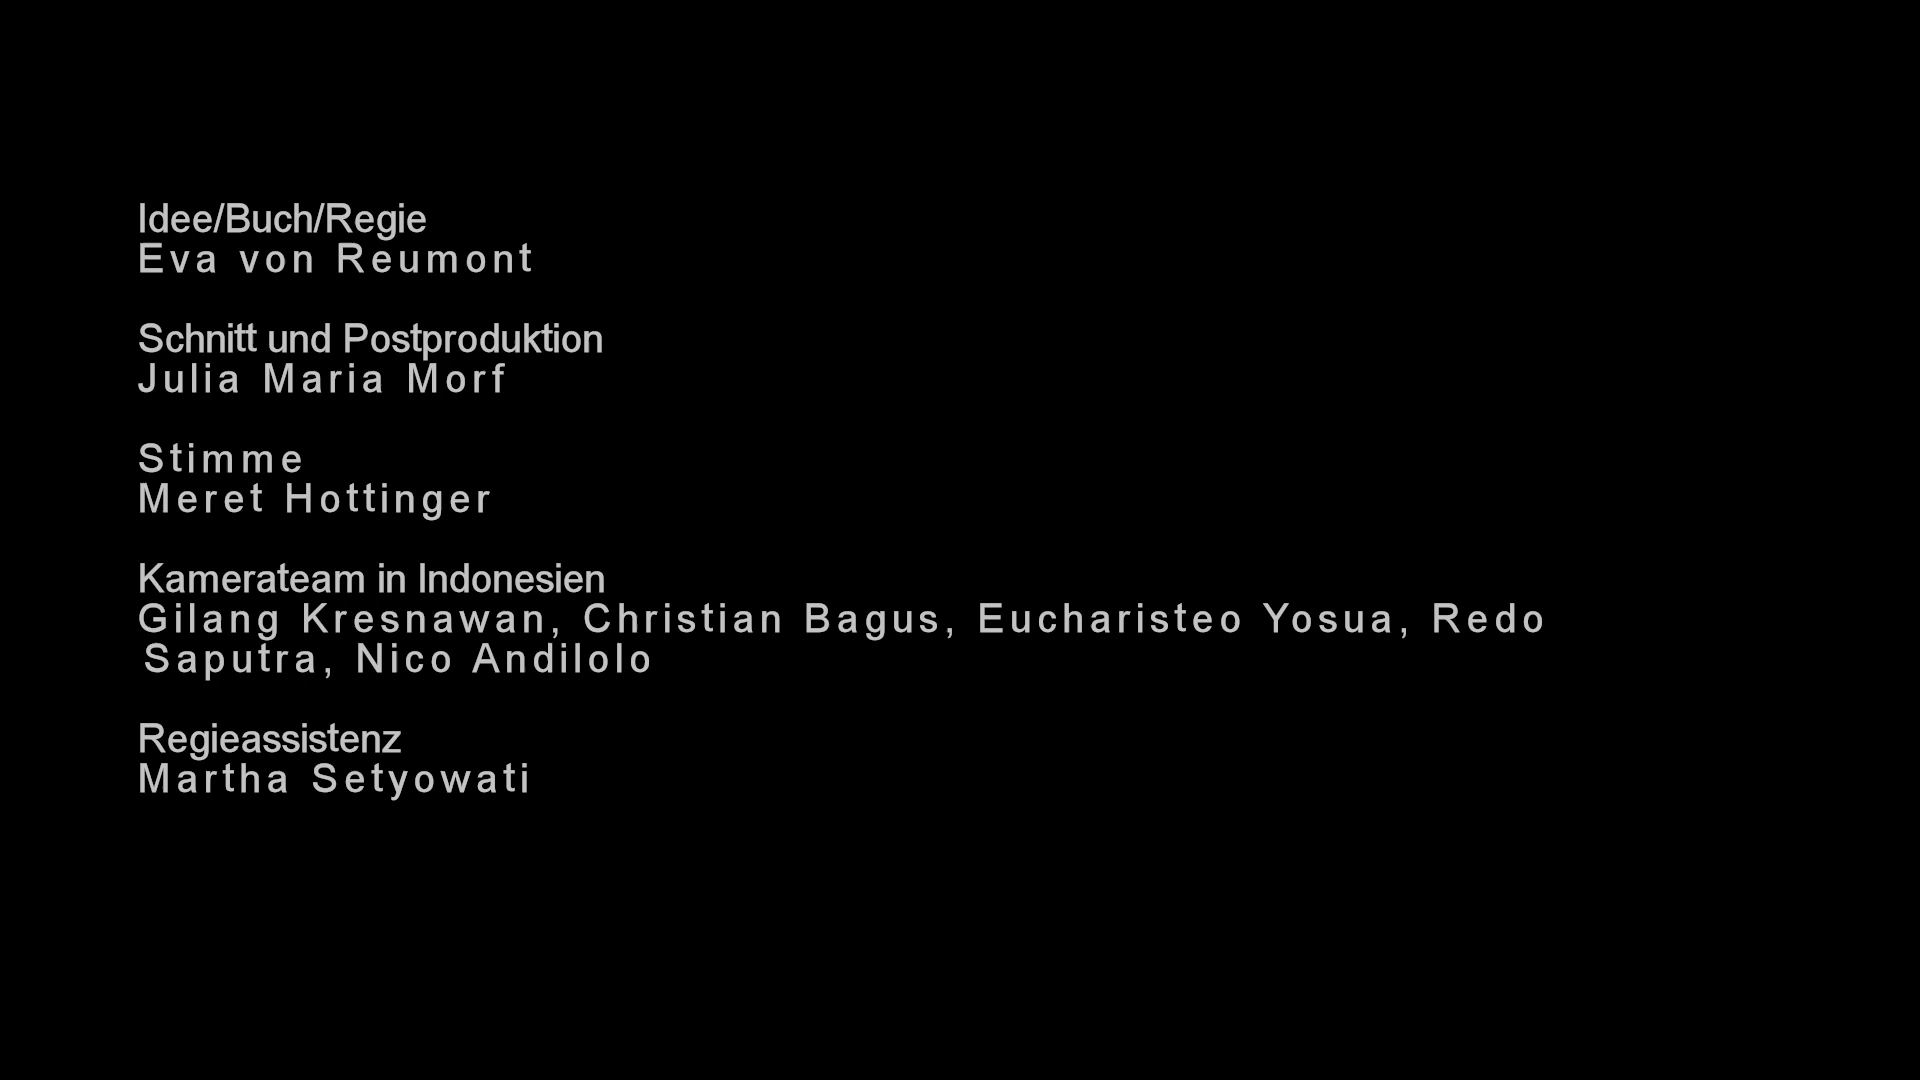 Idee/Buch/Regie
Eva von Reumont
Schnitt und Postproduktion
Julia Maria Morf
Stimme
Meret Hottinger
Kamerateam in Indonesien
Gilang Kresnawan, Christian Bagus, Eucharisteo Yosua, Redo
Saputra, Nico Andilolo
Regieassistenz
Martha Setyowati